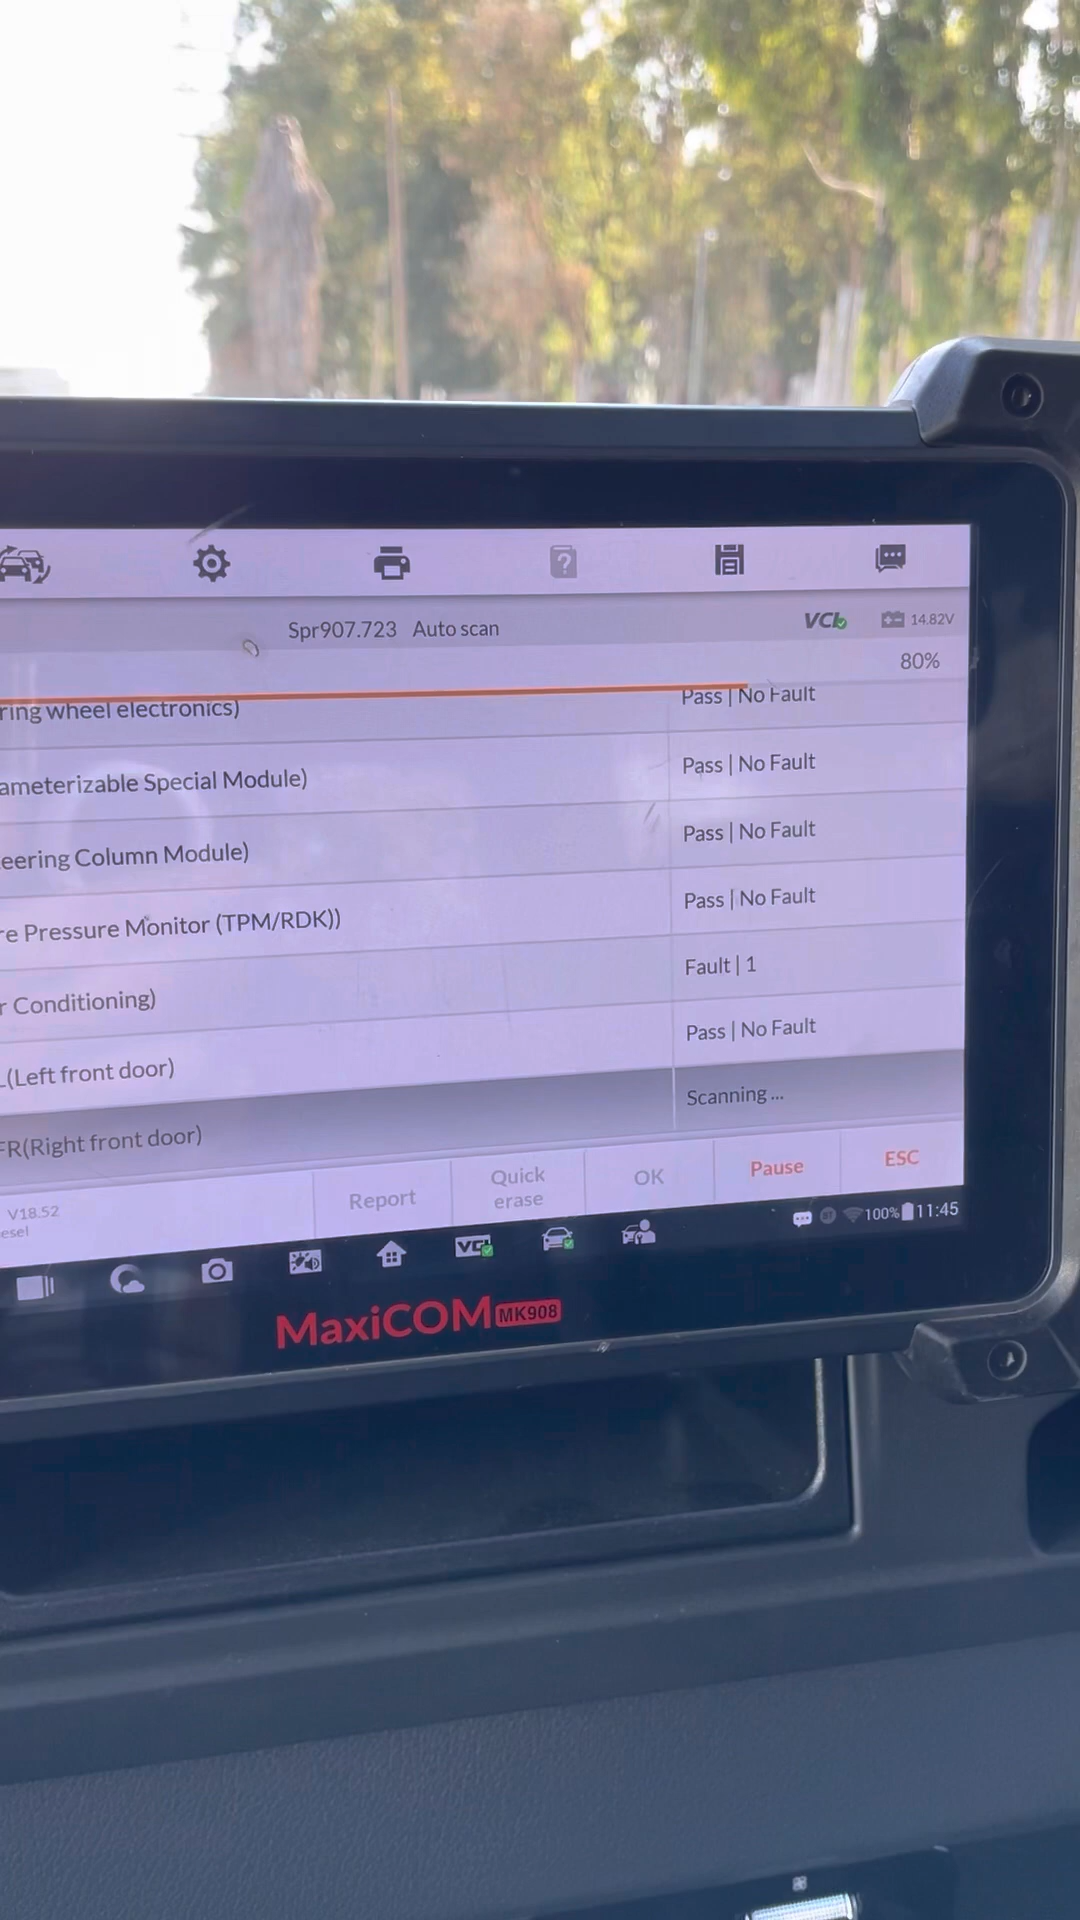 Spr907.723 Auto scan
VCI
14.82V
80%
ring wheel electronics)
Pass | No Fault
ameterizable Special Module)
Pass | No Fault
eering Column Module)
Pass | No Fault
re Pressure Monitor (TPM/RDK))
Pass | No Fault
r Conditioning)
Fault | 1
L(Left front door)
Pass | No Fault
FR(Right front door)
Scanning ...
V18.52
esel
Report
Quick
erase
OK
Pause
ESC
VCI
100%
11:45
MaxiCOM MK908